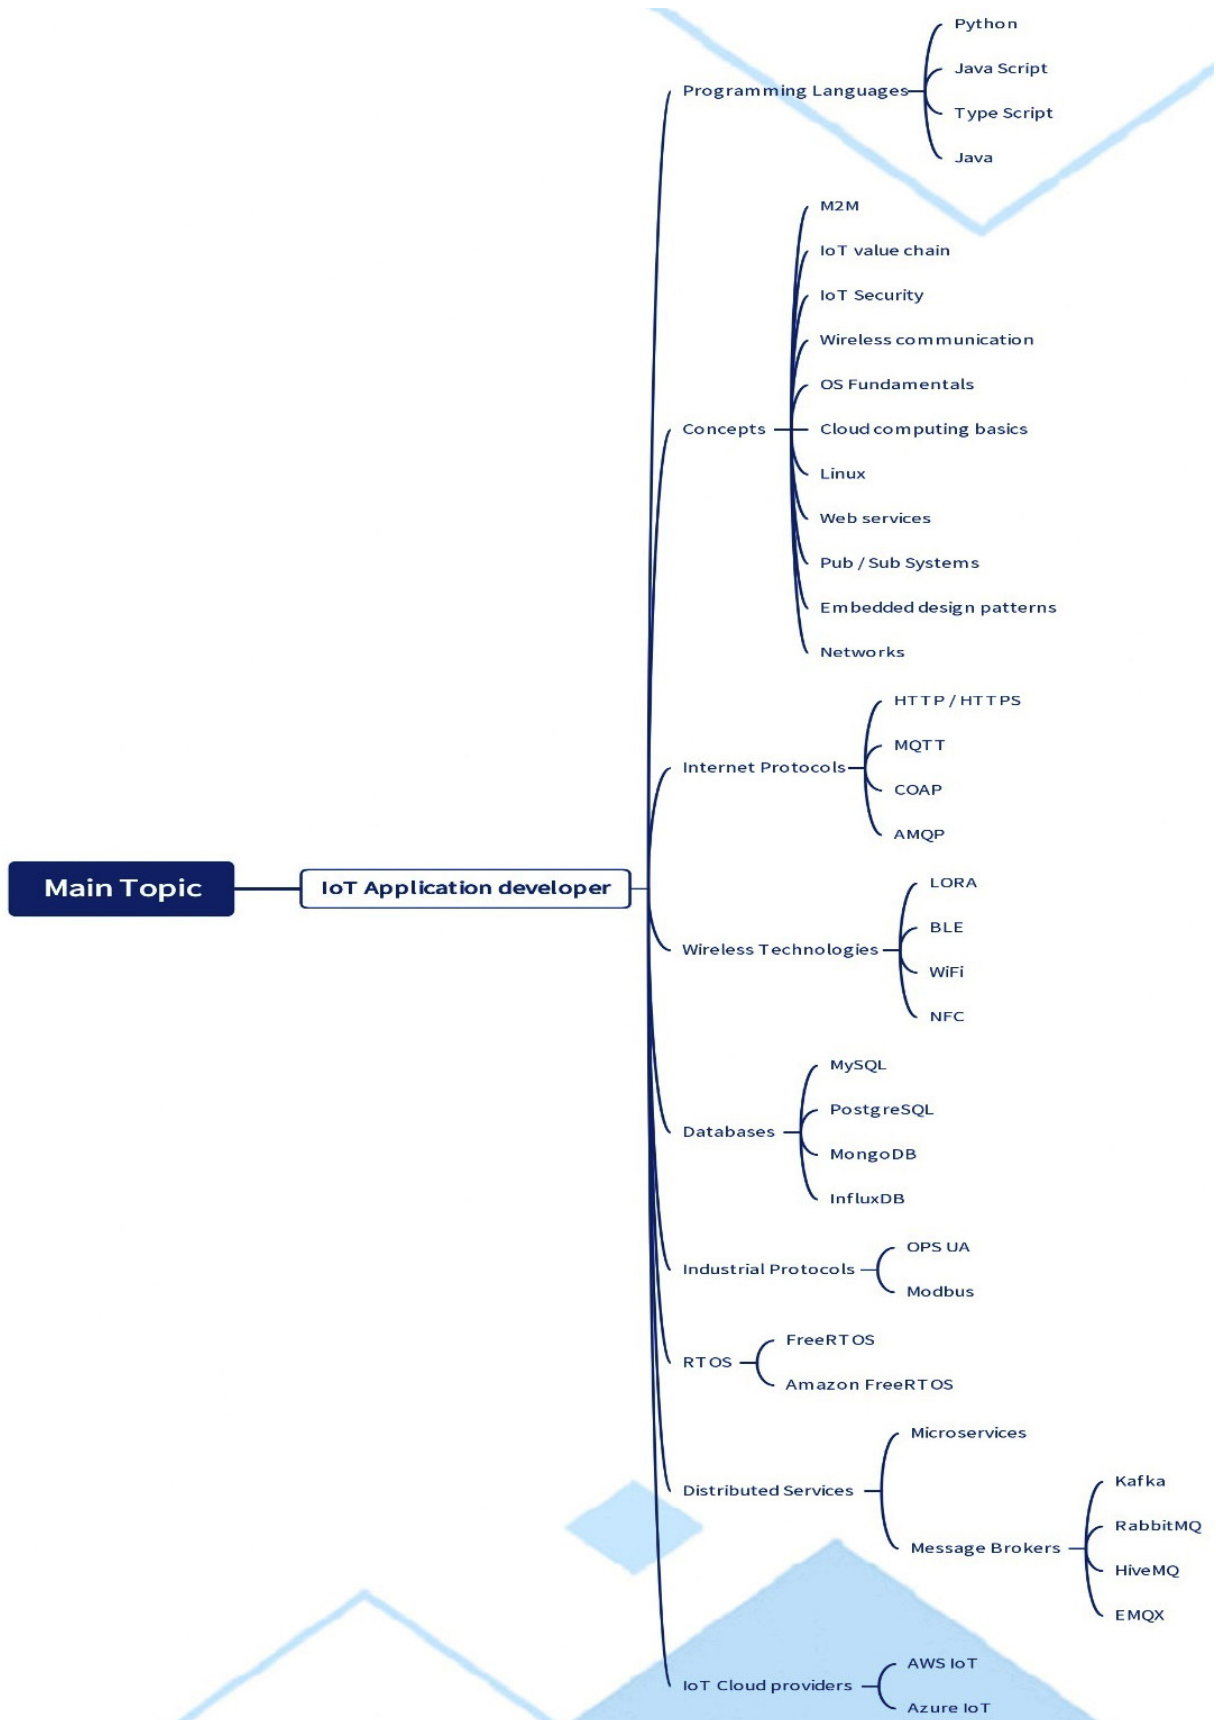 Python
Java Script
Programming Languages
Type Script
Java
M2M
IoT value chain
IoT Security
Wireless communication
OS Fundamentals
Concepts
Cloud computing basics
Linux
Web services
Pub / Sub Systems
Embedded design patterns
Networks
HTTP / HTTPS
MQTT
Internet Protocols
COAP
AMQP
Main Topic
IoT Application developer
LORA
BLE
Wireless Technologies
WiFi
NFC
MySQL
PostgreSQL
Databases
MongoDB
InfluxDB
OPS UA
Industrial Protocols
Modbus
FreeRTOS
RTOS
Amazon FreeRTOS
Microservices
Distributed Services
Message Brokers
Kafka
RabbitMQ
HiveMQ
EMQX
AWS IoT
IoT Cloud providers
Azure IoT